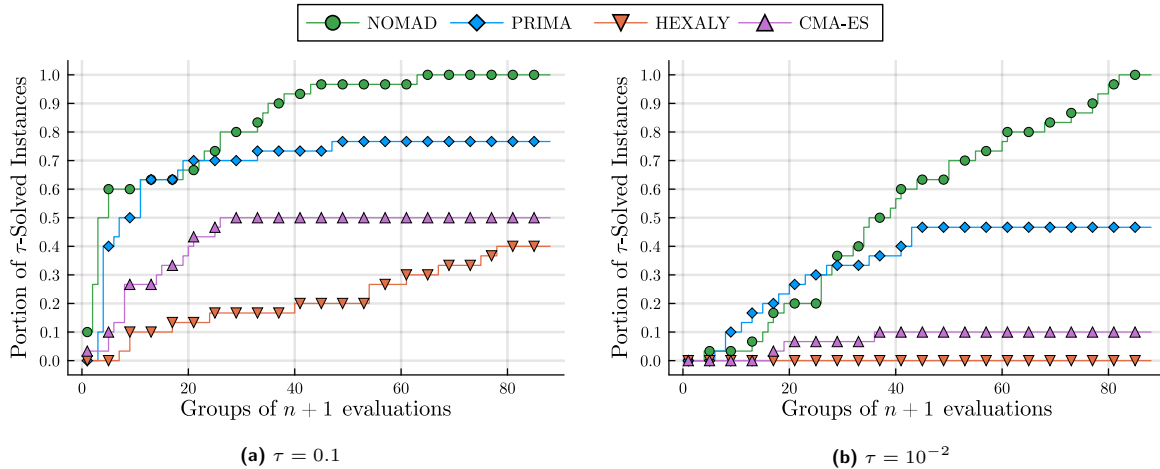 NOMAD PRIMA HEXALY CMA-ES
Portion of τ-Solved Instances
1.0
0.9
0.8
0.7
0.6
0.5
0.4
0.3
0.2
0.1
0.0
0 20 40 60 80
Groups of n + 1 evaluations
(a) τ = 0.1
Portion of τ-Solved Instances
1.0
0.9
0.8
0.7
0.6
0.5
0.4
0.3
0.2
0.1
0.0
0 20 40 60 80
Groups of n + 1 evaluations
(b) τ = 10⁻²